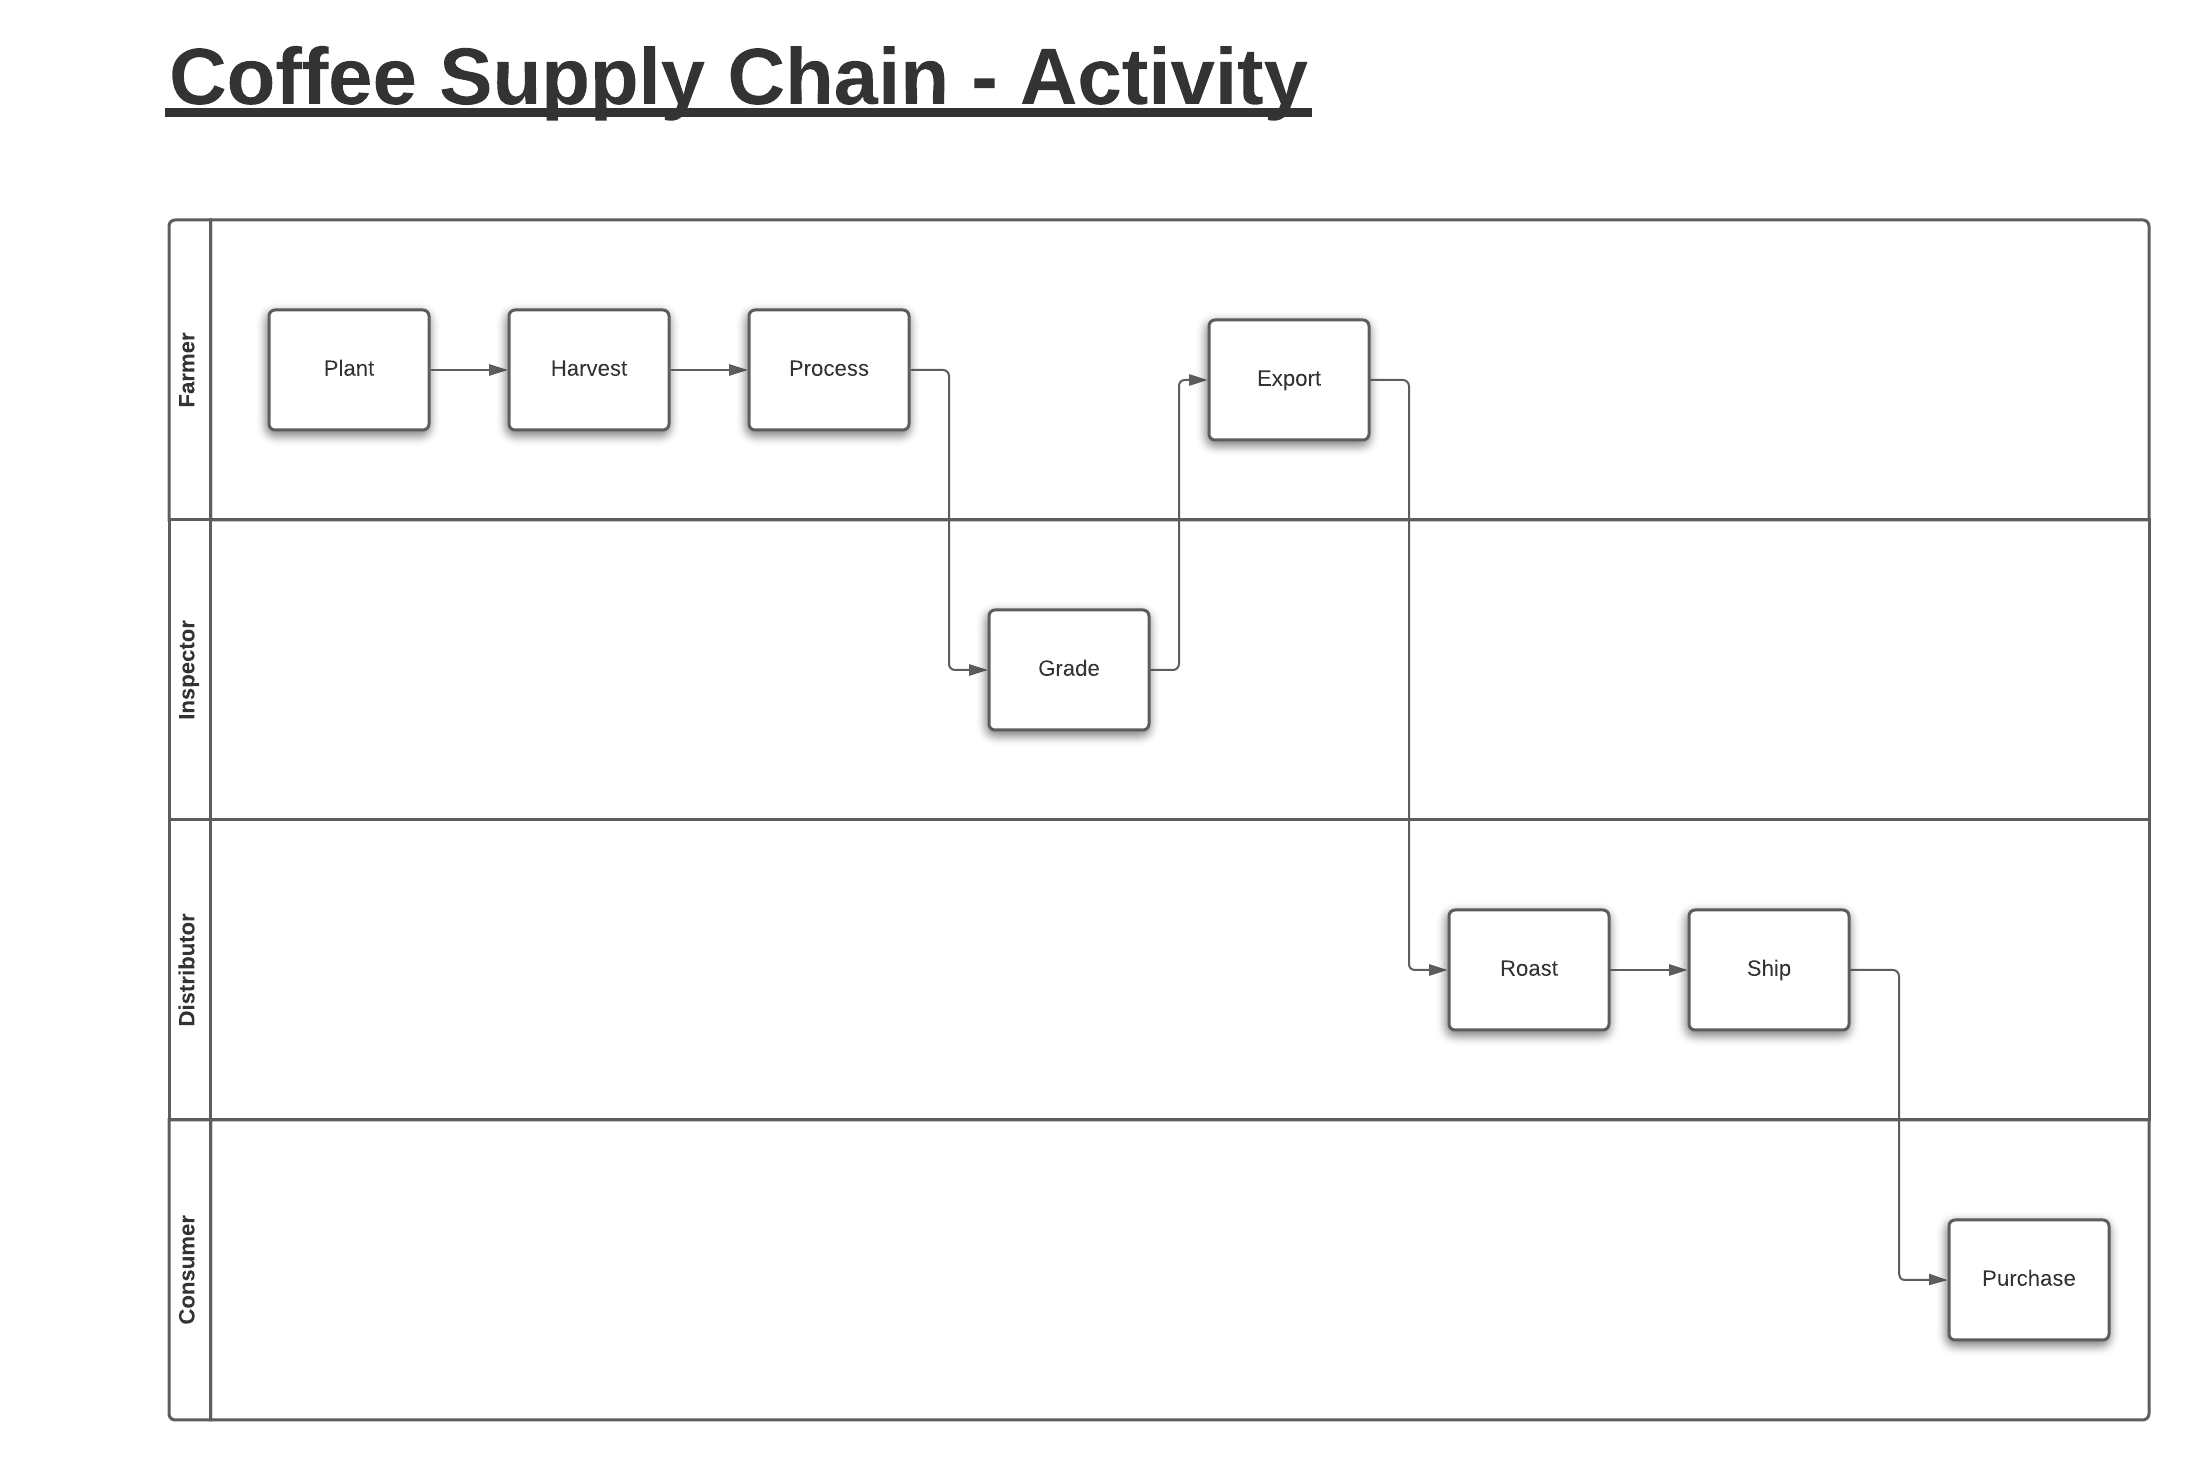 Coffee Supply Chain - Activity
Farmer
Plant
Harvest
Process
Export
Inspector
Grade
Distributor
Roast
Ship
Consumer
Purchase